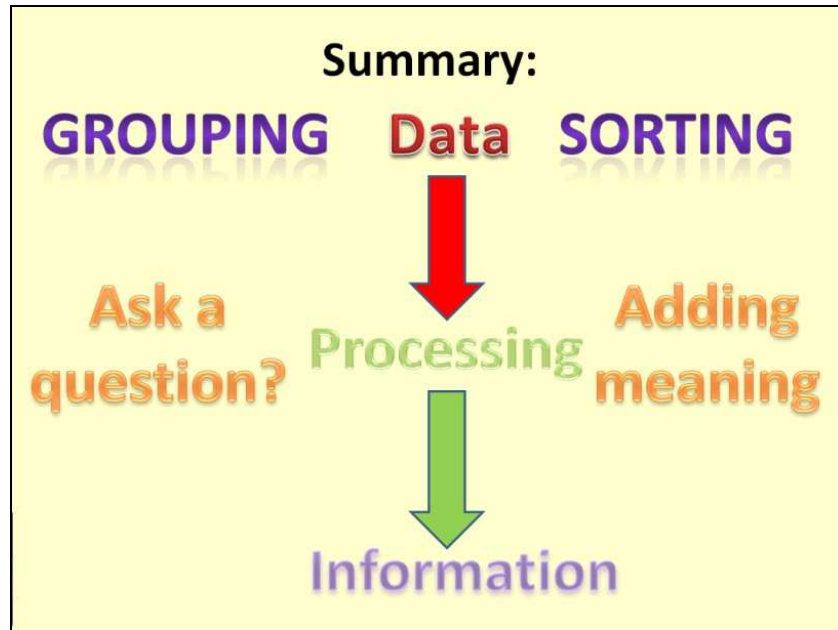 Summary:
GROUPING Data SORTING
Ask a
question?
Processing
Adding
meaning
Information